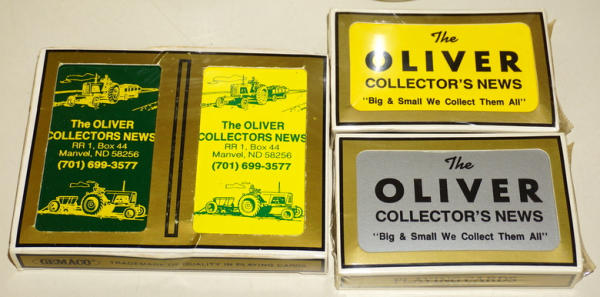 The OLIVER
COLLECTORS NEWS
RR 1, Box 44
Manvel, ND 58256
(701) 699-3577
The OLIVER
COLLECTORS NEWS
RR 1, Box 44
Manvel, ND 58256
(701) 699-3577
GEMACO TRADEMARK OF QUALITY IN PLAYING CARDS
The
OLIVER
COLLECTOR'S NEWS
"Big & Small We Collect Them All"
The
OLIVER
COLLECTOR'S NEWS
"Big & Small We Collect Them All"
PLAYING CARDS